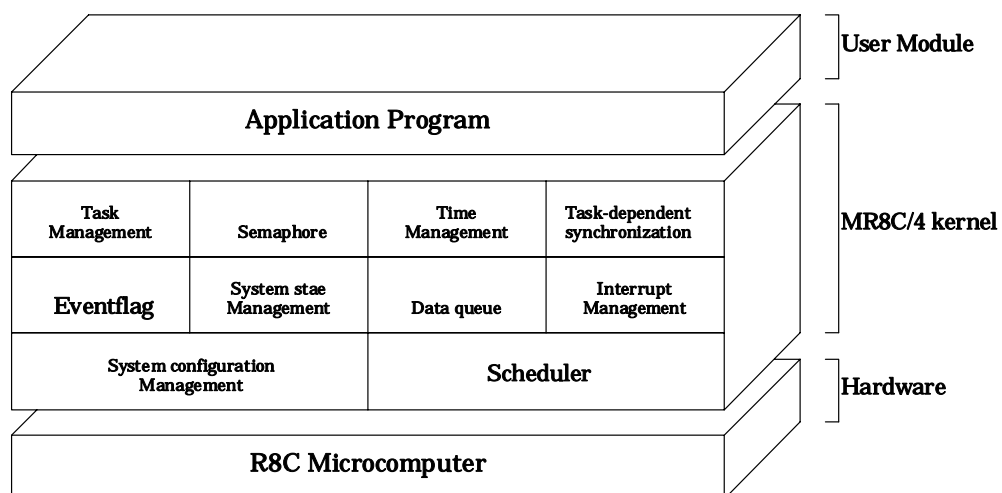 User Module
Application Program
Task
Management
Semaphore
Time
Management
Task-dependent
synchronization
MR8C/4 kernel
Eventflag
System stae
Management
Data queue
Interrupt
Management
System configuration
Management
Scheduler
Hardware
R8C Microcomputer